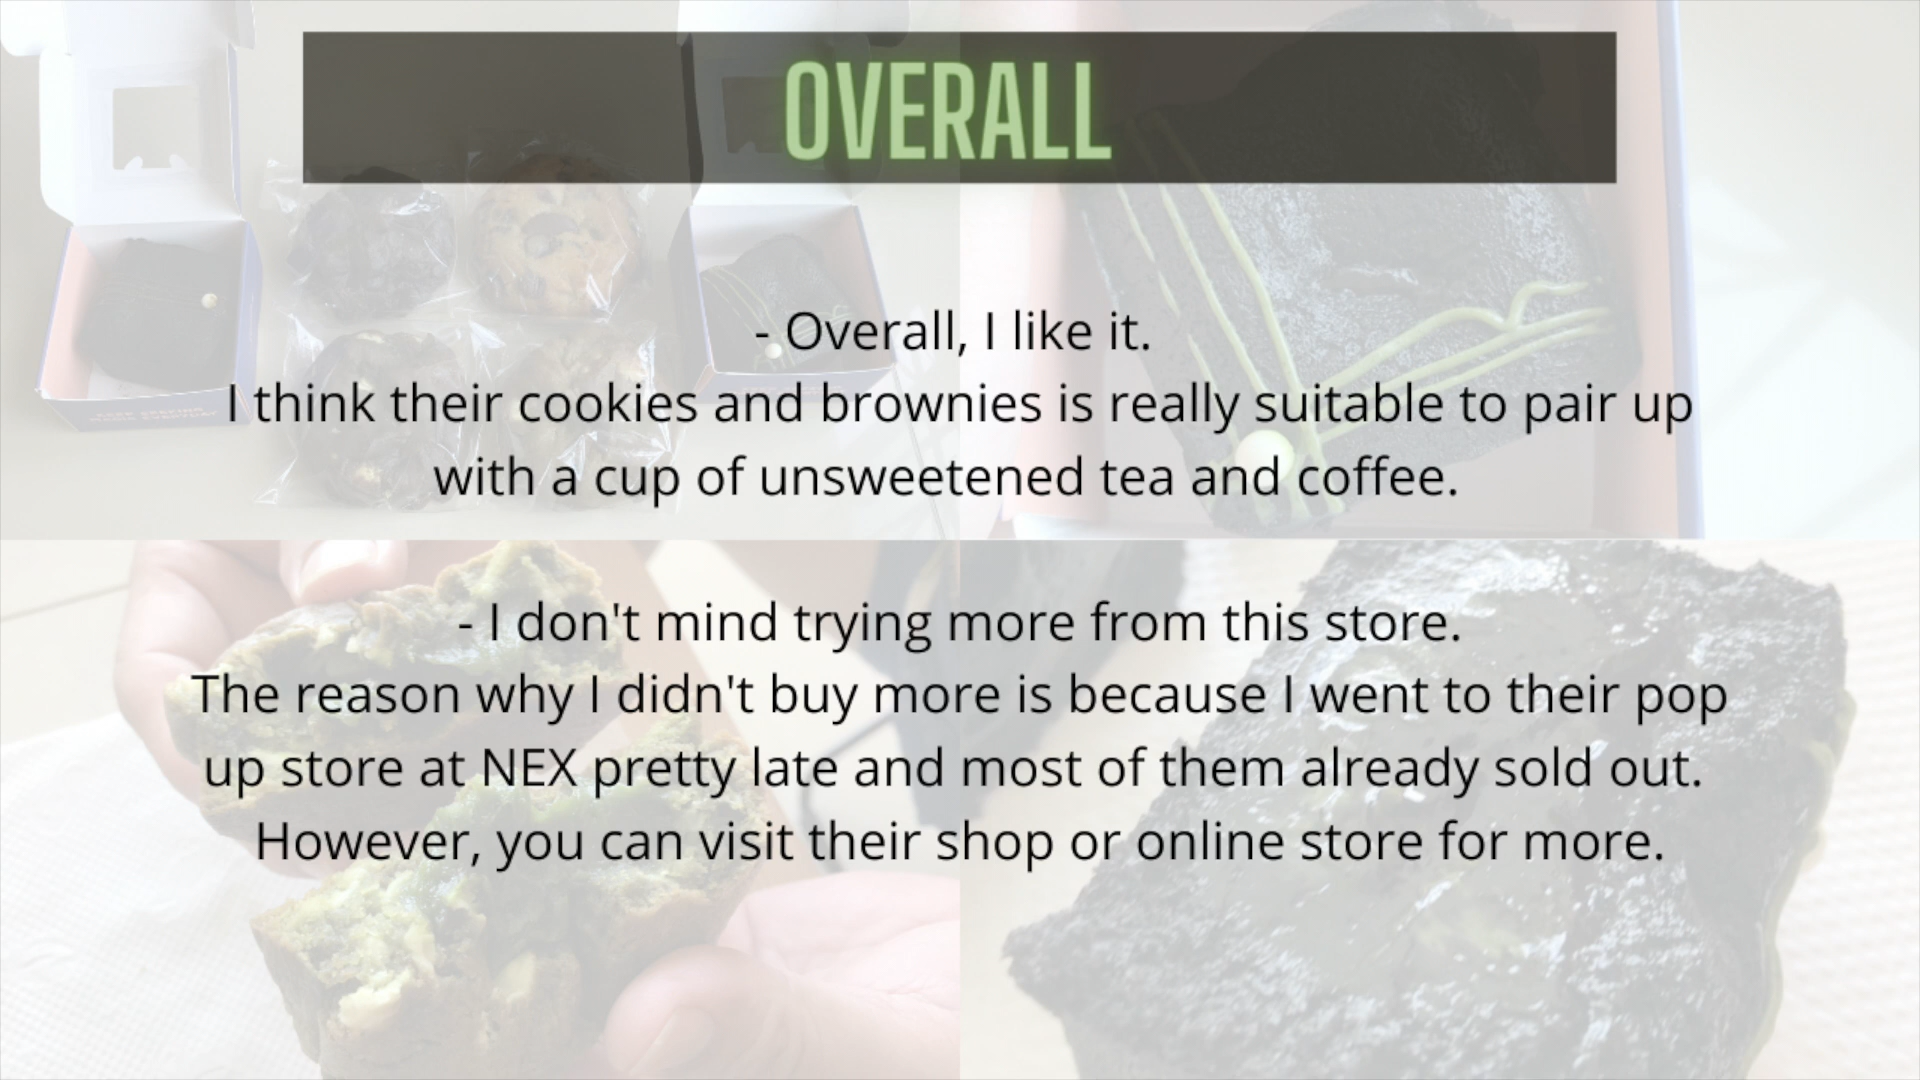 OVERALL
- Overall, I like it.
I think their cookies and brownies is really suitable to pair up
with a cup of unsweetened tea and coffee.
- I don't mind trying more from this store.
The reason why I didn't buy more is because I went to their pop
up store at NEX pretty late and most of them already sold out.
However, you can visit their shop or online store for more.